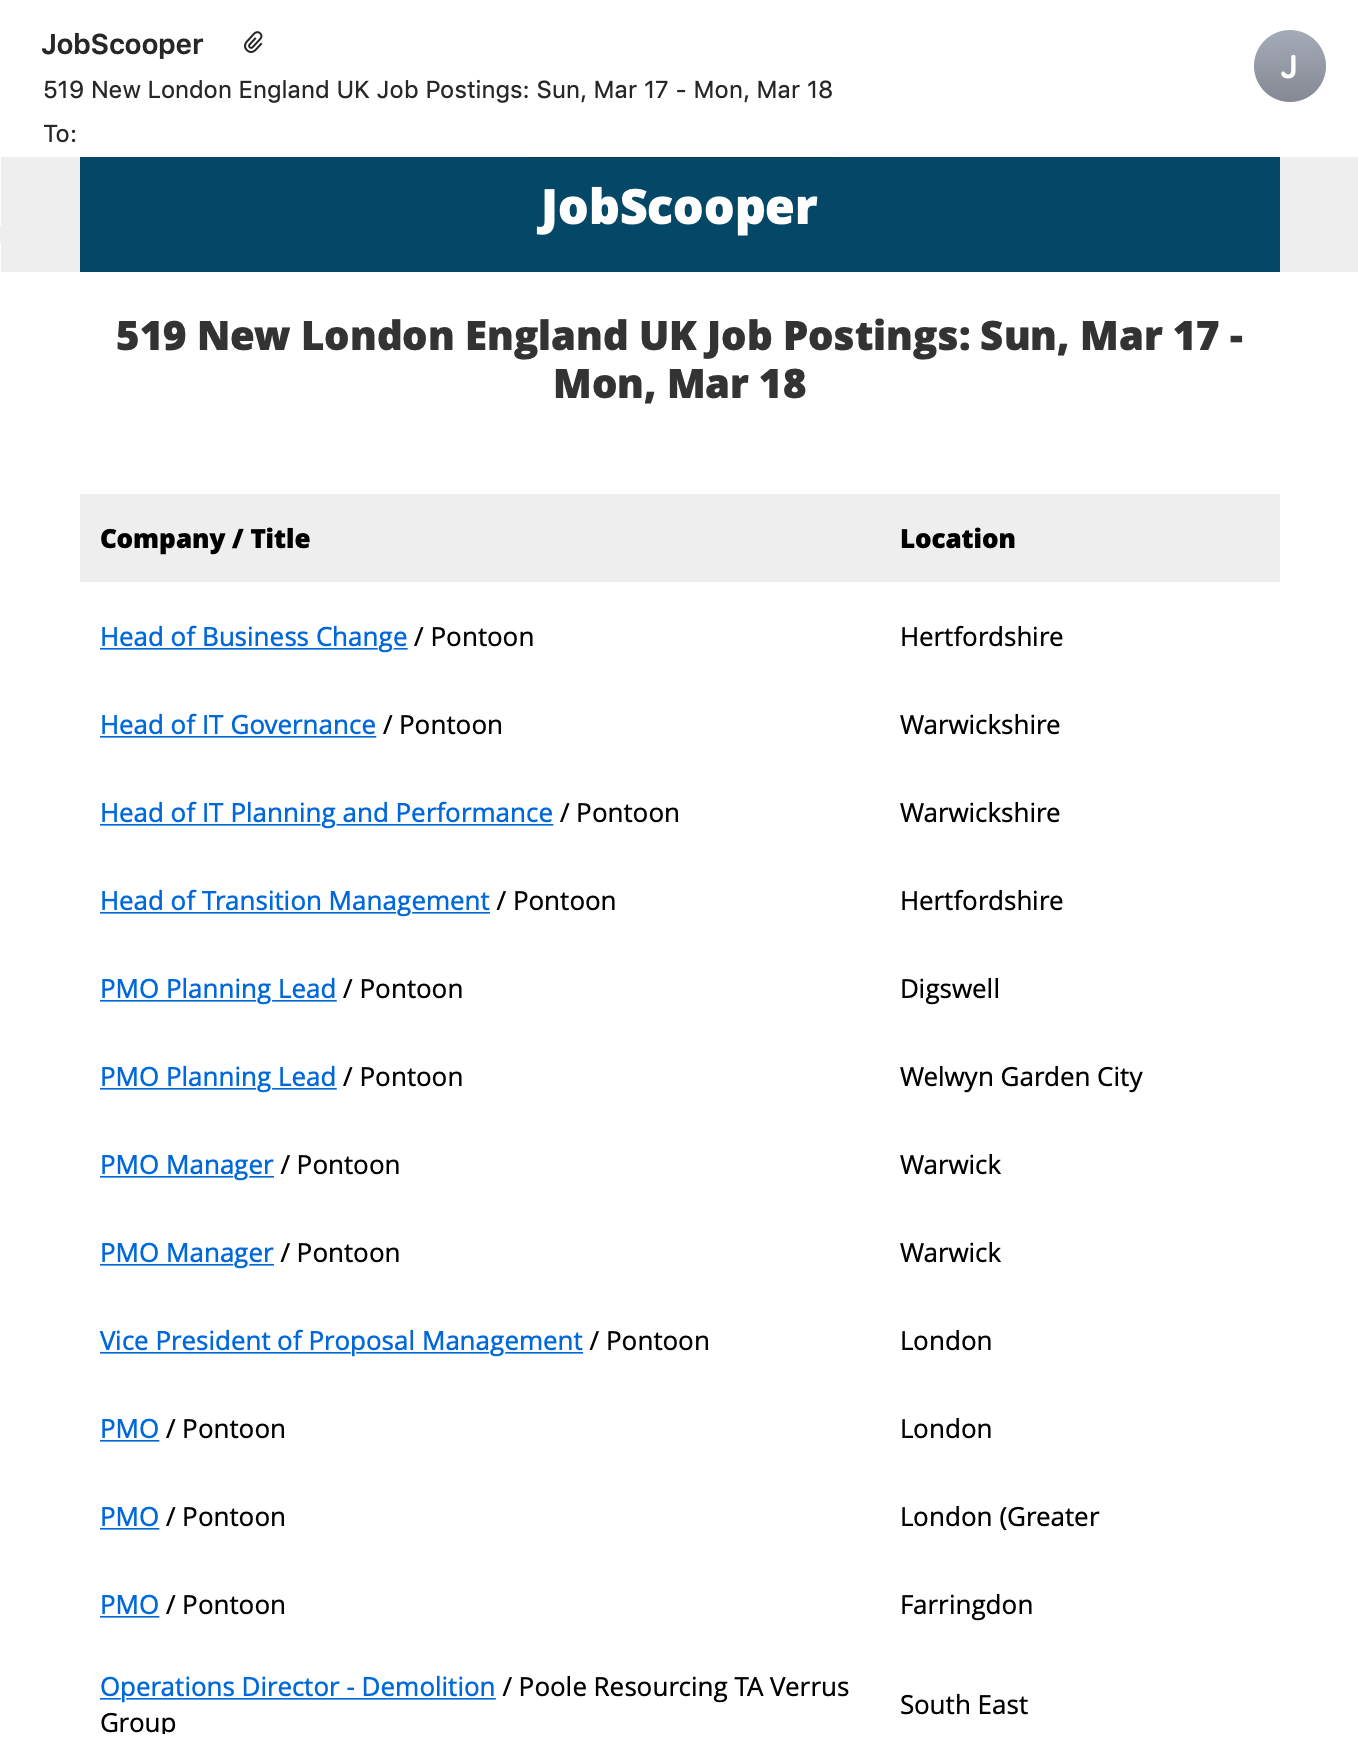 JobScooper
J
519 New London England UK Job Postings: Sun, Mar 17 - Mon, Mar 18
To:
JobScooper
519 New London England UK Job Postings: Sun, Mar 17 -
Mon, Mar 18
Company / Title Location
Head of Business Change / Pontoon Hertfordshire
Head of IT Governance / Pontoon Warwickshire
Head of IT Planning and Performance / Pontoon Warwickshire
Head of Transition Management / Pontoon Hertfordshire
PMO Planning Lead / Pontoon Digswell
PMO Planning Lead / Pontoon Welwyn Garden City
PMO Manager / Pontoon Warwick
PMO Manager / Pontoon Warwick
Vice President of Proposal Management / Pontoon London
PMO / Pontoon London
PMO / Pontoon London (Greater
PMO / Pontoon Farringdon
Operations Director - Demolition / Poole Resourcing TA Verrus
Group
South East